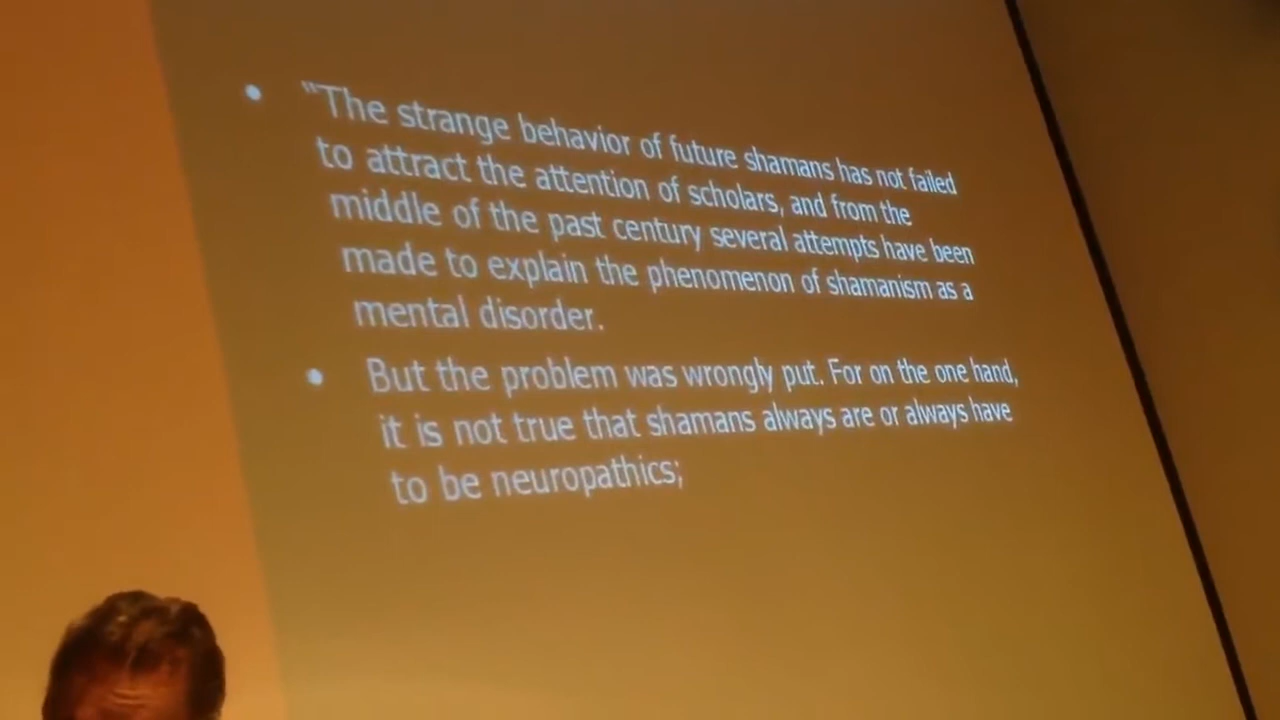 • "The strange behavior of future shamans has not failed
to attract the attention of scholars, and from the
middle of the past century several attempts have been
made to explain the phenomenon of shamanism as a
mental disorder.
• But the problem was wrongly put. For on the one hand,
it is not true that shamans always are or always have
to be neuropathics;